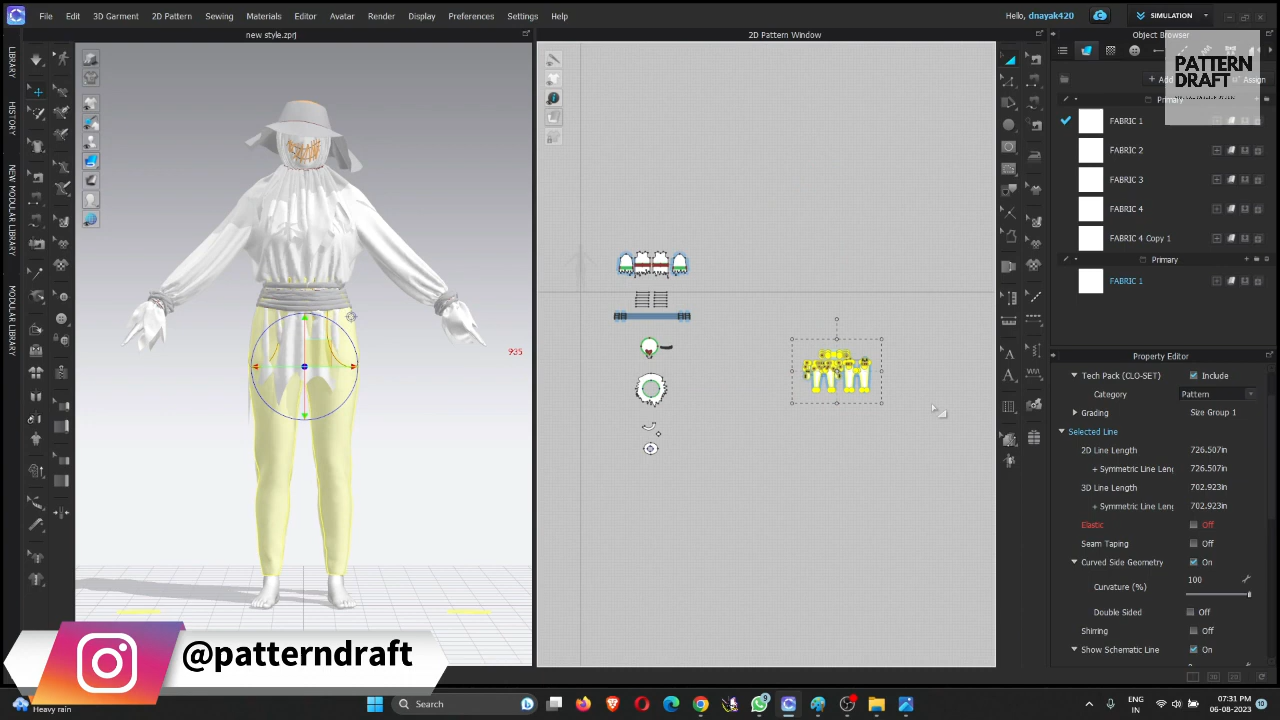 File Edit 3D Garment 2D Pattern Sewing Materials Editor Avatar Render Display Preferences Settings Help
Hello, dnayak420
SIMULATION
new style.zprj
2D Pattern Window
Object Browser
LIBRARY
HISTORY
NEW MODULAR LIBRARY
MODULAR LIBRARY
PATTERN
DRAFT
Add
Assign
Primary
FABRIC 1
FABRIC 2
FABRIC 3
FABRIC 4
FABRIC 4 Copy 1
Primary
FABRIC 1
935
Property Editor
Tech Pack (CLO-SET) Include
Category Pattern
Grading Size Group 1
Selected Line
2D Line Length 726.507in
+ Symmetric Line Leng 726.507in
3D Line Length 702.923in
+ Symmetric Line Leng 702.923in
Elastic Off
Seam Taping Off
Curved Side Geometry On
Curvature (%) 100
Double Sided Off
Shirring Off
Show Schematic Line On
3D 2D
@patterndraft
Heavy rain
Search
9
ENG
IN
07:31 PM
06-08-2023